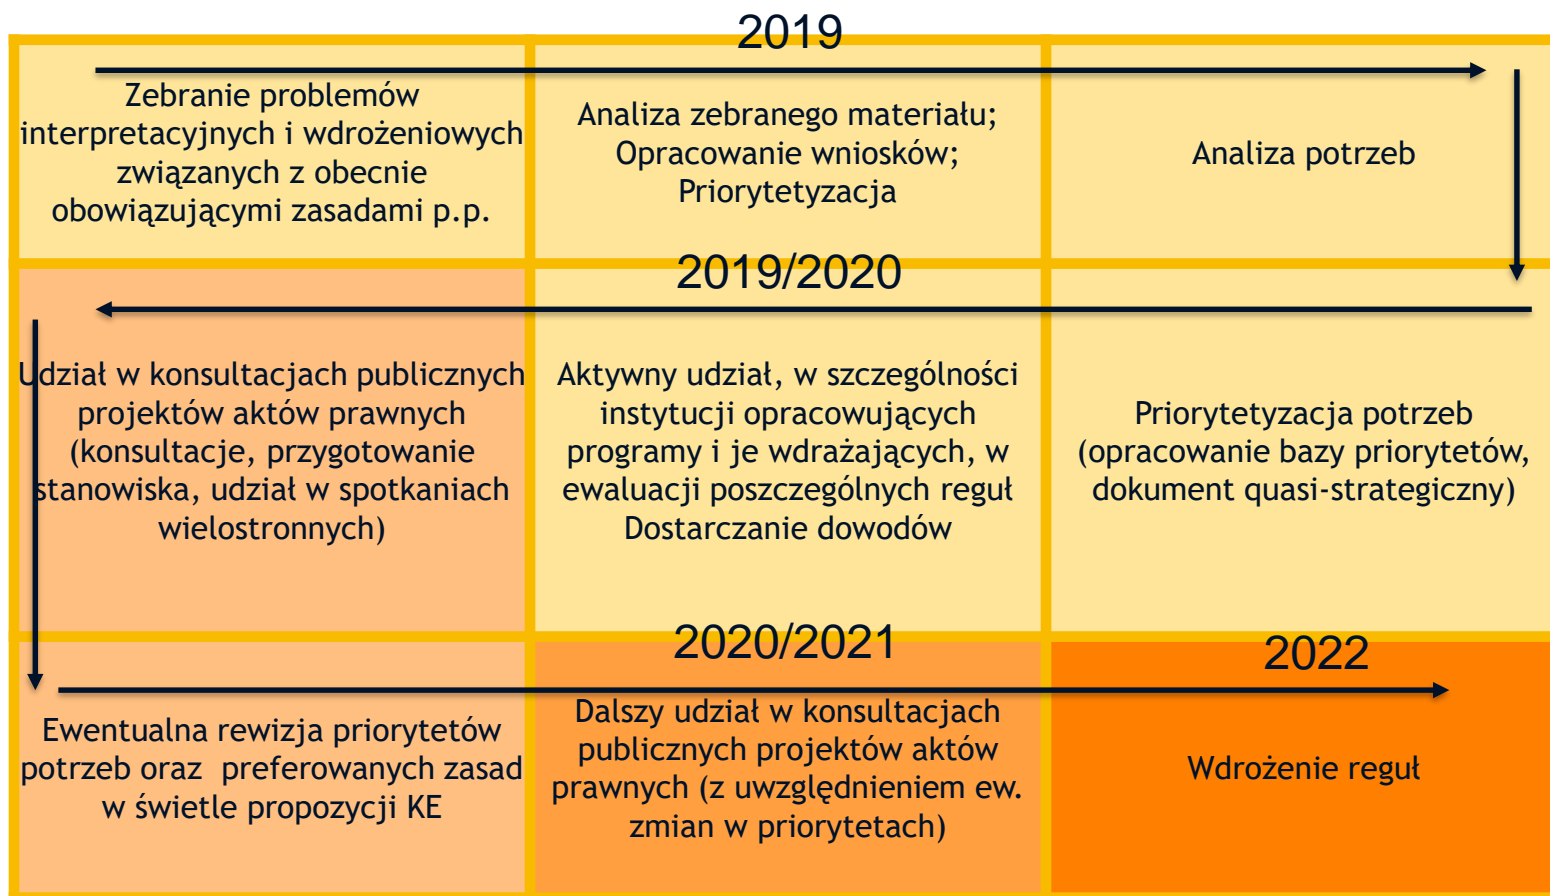 2019
Zebranie problemów
interpretacyjnych i wdrożeniowych
związanych z obecnie
obowiązującymi zasadami p.p.
Analiza zebranego materiału;
Opracowanie wniosków;
Priorytetyzacja
Analiza potrzeb
2019/2020
Udział w konsultacjach publicznych
projektów aktów prawnych
(konsultacje, przygotowanie
stanowiska, udział w spotkaniach
wielostronnych)
Aktywny udział, w szczególności
instytucji opracowujących
programy i je wdrażających, w
ewaluacji poszczególnych reguł
Dostarczanie dowodów
Priorytetyzacja potrzeb
(opracowanie bazy priorytetów,
dokument quasi-strategiczny)
2020/2021
2022
Ewentualna rewizja priorytetów
potrzeb oraz  preferowanych zasad
w świetle propozycji KE
Dalszy udział w konsultacjach
publicznych projektów aktów
prawnych (z uwzględnieniem ew.
zmian w priorytetach)
Wdrożenie reguł